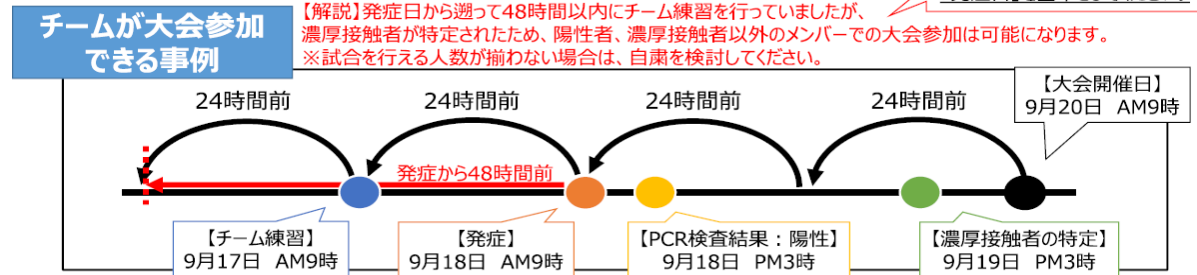 チームが大会参加
できる事例
【解説】発症日から遡って48時間以内にチーム練習を行っていましたが、
濃厚接触者が特定されたため、陽性者、濃厚接触者以外のメンバーでの大会参加は可能になります。
※試合を行える人数が揃わない場合は、自粛を検討してください。
【大会開催日】
9月20日 AM9時
24時間前
24時間前
24時間前
24時間前
発症から48時間前
【チーム練習】
9月17日 AM9時
【発症】
9月18日 AM9時
【PCR検査結果：陽性】
9月18日 PM3時
【濃厚接触者の特定】
9月19日 PM3時